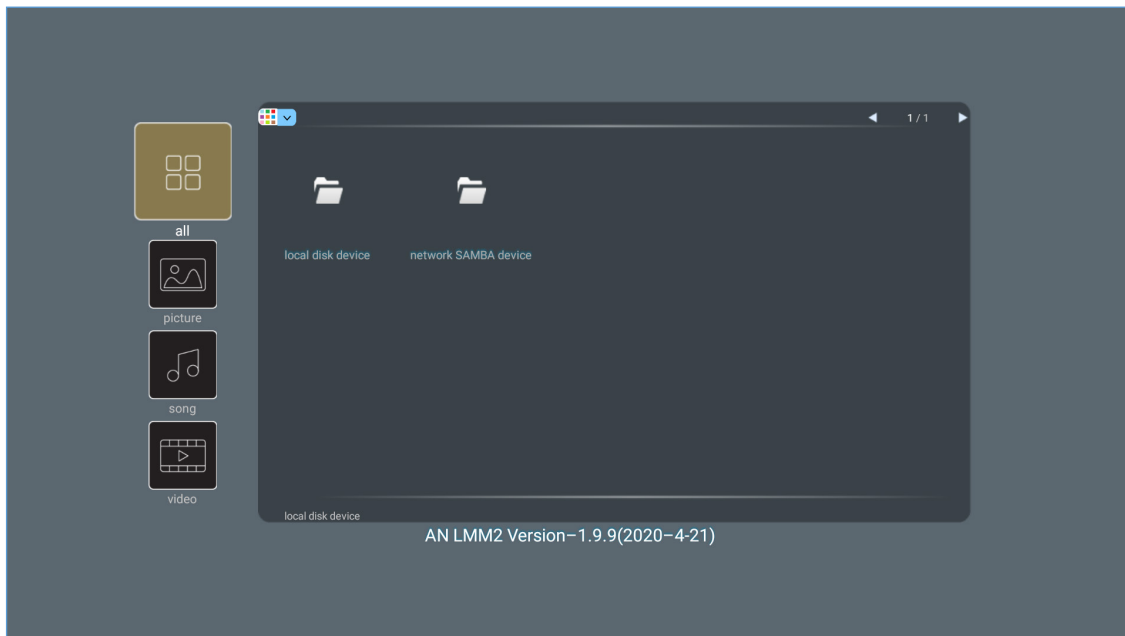 1 / 1
all
picture
song
video
local disk device
network SAMBA device
local disk device
AN LMM2 Version–1.9.9(2020–4-21)